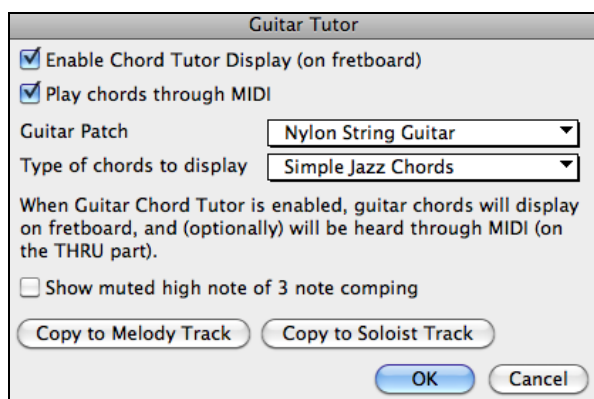 Guitar Tutor
Enable Chord Tutor Display (on fretboard)
Play chords through MIDI
Guitar Patch Nylon String Guitar
Type of chords to display Simple Jazz Chords
When Guitar Chord Tutor is enabled, guitar chords will display
on fretboard, and (optionally) will be heard through MIDI (on
the THRU part).
Show muted high note of 3 note comping
Copy to Melody Track Copy to Soloist Track
OK Cancel